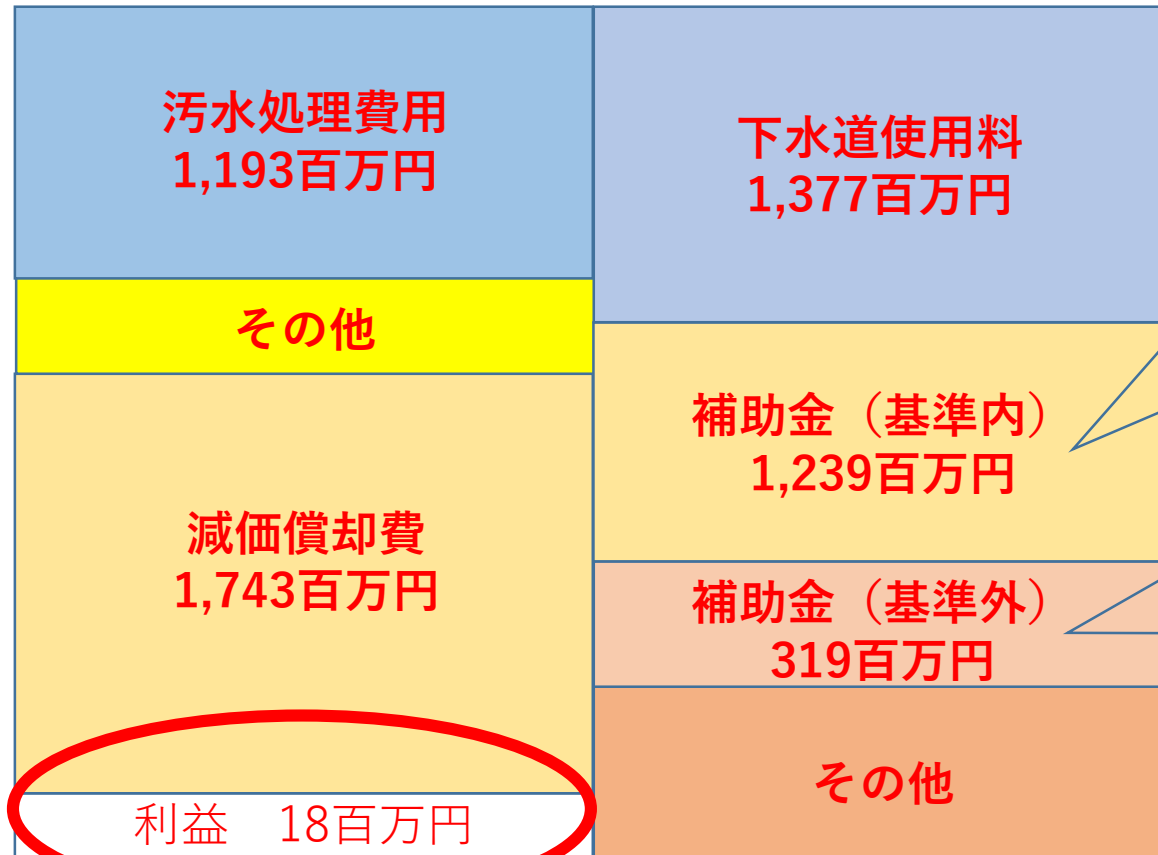 汚水処理費用
1,193百万円
その他
減価償却費
1,743百万円
利益　18百万円
下水道使用料
1,377百万円
補助金（基準内）
1,239百万円
補助金（基準外）
319百万円
その他